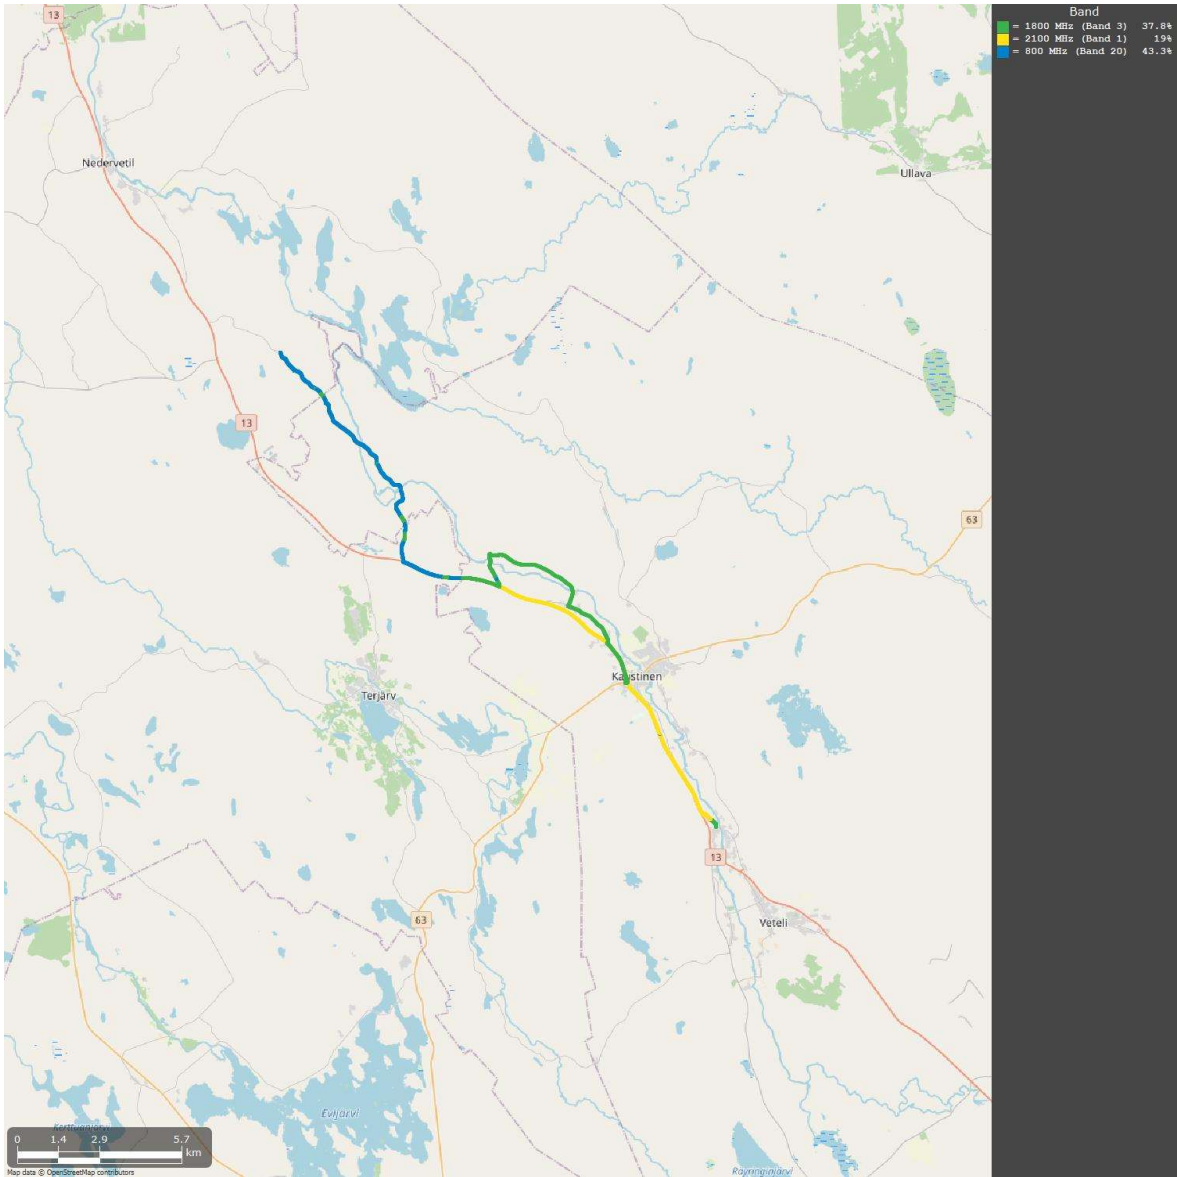 13
Band
= 1800 MHz (Band 3) 37.8%
= 2100 MHz (Band 1) 19%
= 800 MHz (Band 20) 43.3%
Nedervetil
Ullava
13
63
Kaustinen
Terjärv
13
63
Veteli
Evijärvi
Kerttuanjärvi
0 1.4 2.9 5.7
km
Räyringinjärvi
Map data © OpenStreetMap contributors